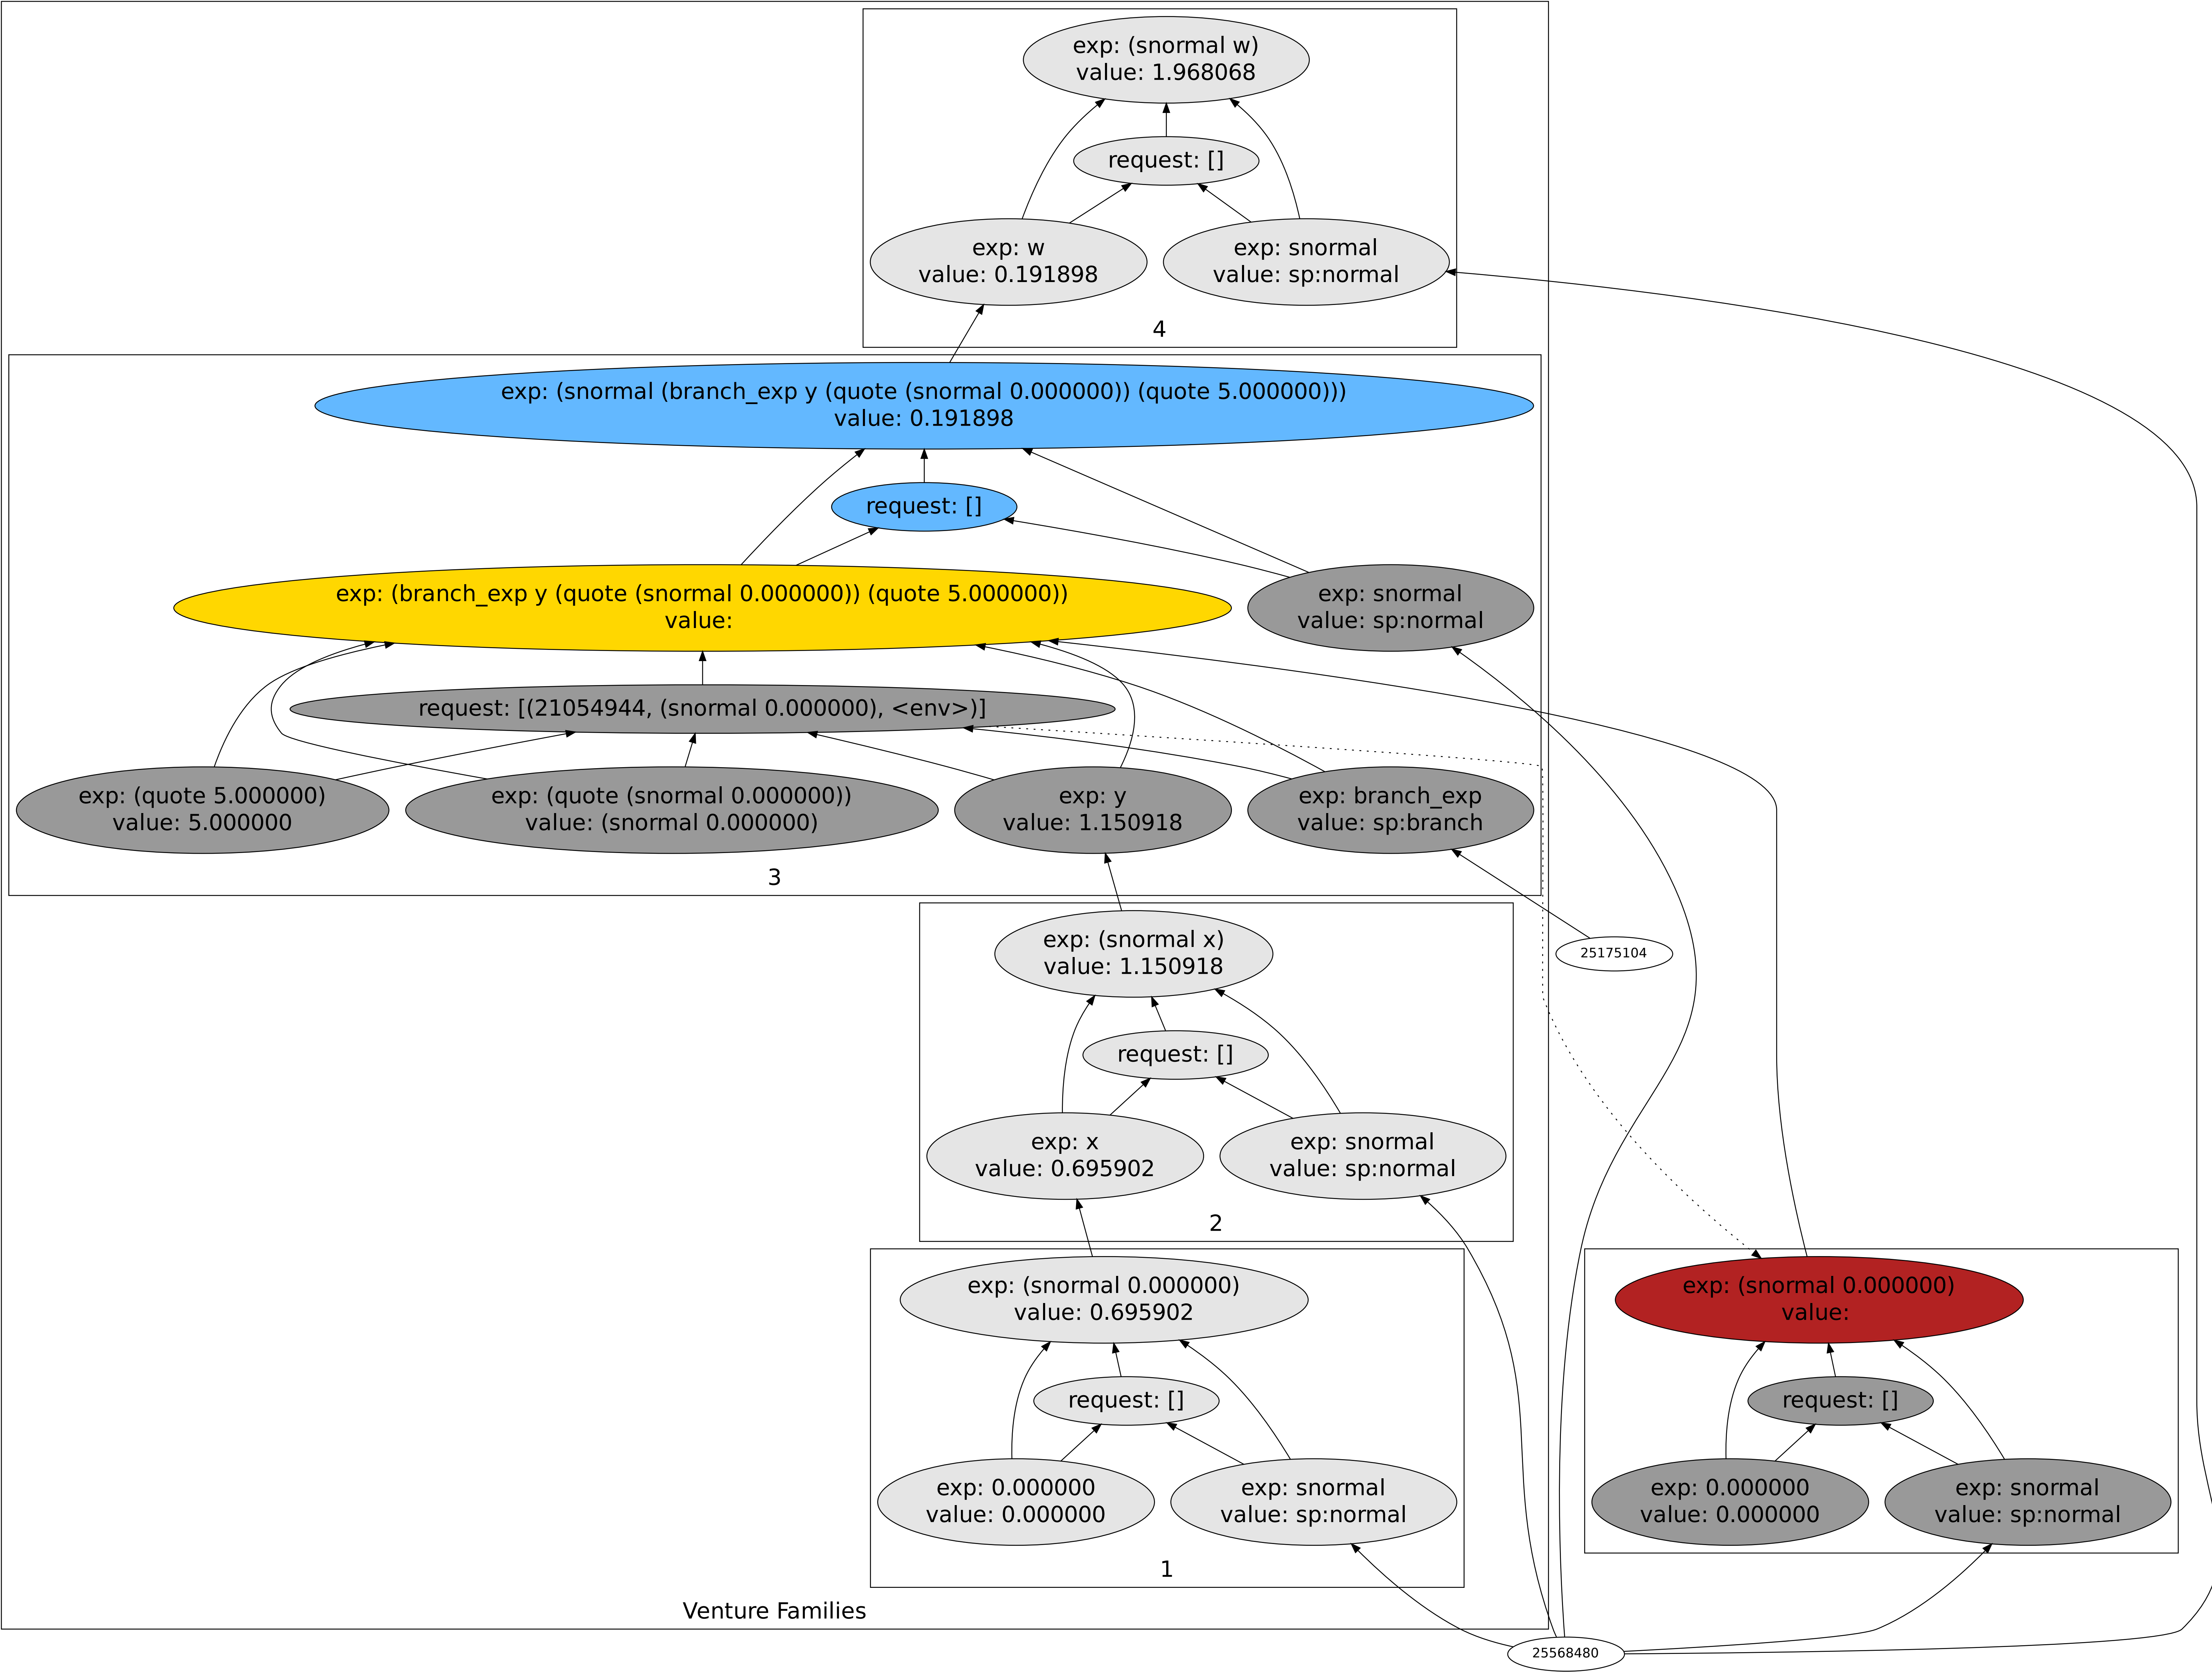 exp: (snormal w)
value: 1.968068
request: []
exp: w
value: 0.191898
exp: snormal
value: sp:normal
4
exp: (snormal (branch_exp y (quote (snormal 0.000000)) (quote 5.000000)))
value: 0.191898
request: []
exp: (branch_exp y (quote (snormal 0.000000)) (quote 5.000000))
value:
exp: snormal
value: sp:normal
request: [(21054944, (snormal 0.000000), <env>)]
exp: (quote 5.000000)
value: 5.000000
exp: (quote (snormal 0.000000))
value: (snormal 0.000000)
exp: y
value: 1.150918
exp: branch_exp
value: sp:branch
3
exp: (snormal x)
value: 1.150918
25175104
request: []
exp: x
value: 0.695902
exp: snormal
value: sp:normal
2
exp: (snormal 0.000000)
value: 0.695902
request: []
exp: 0.000000
value: 0.000000
exp: snormal
value: sp:normal
1
exp: (snormal 0.000000)
value:
request: []
exp: 0.000000
value: 0.000000
exp: snormal
value: sp:normal
Venture Families
25568480